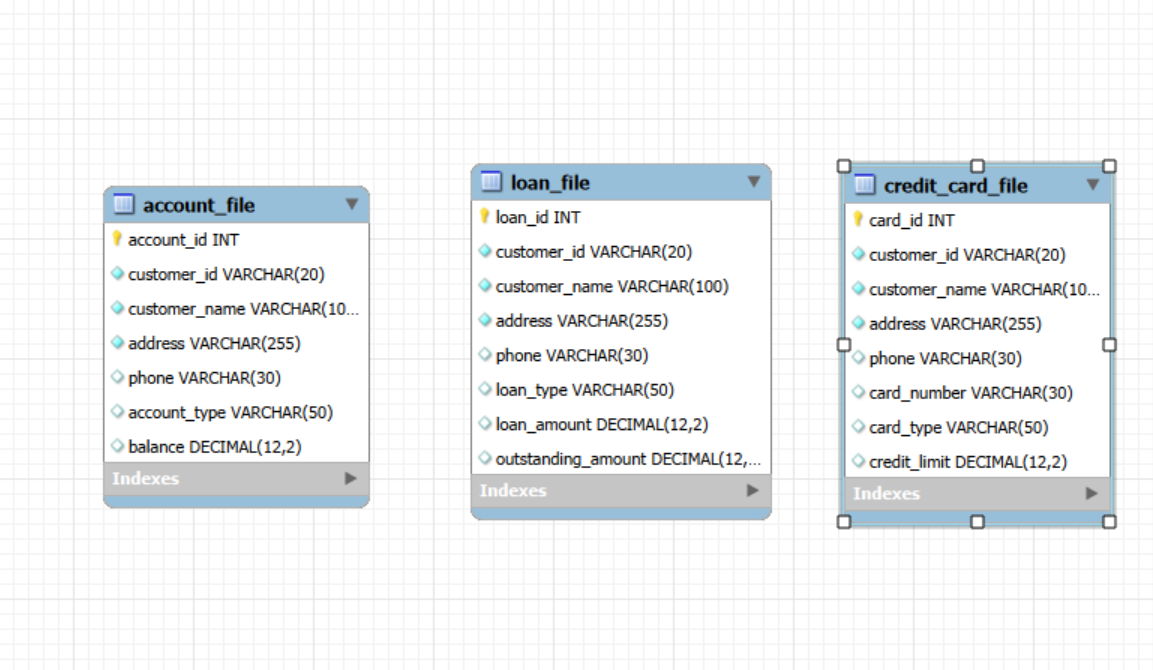 account_file
account_id INT
customer_id VARCHAR(20)
customer_name VARCHAR(10...
address VARCHAR(255)
phone VARCHAR(30)
account_type VARCHAR(50)
balance DECIMAL(12,2)
Indexes
loan_file
loan_id INT
customer_id VARCHAR(20)
customer_name VARCHAR(100)
address VARCHAR(255)
phone VARCHAR(30)
loan_type VARCHAR(50)
loan_amount DECIMAL(12,2)
outstanding_amount DECIMAL(12,...
Indexes
credit_card_file
card_id INT
customer_id VARCHAR(20)
customer_name VARCHAR(10...
address VARCHAR(255)
phone VARCHAR(30)
card_number VARCHAR(30)
card_type VARCHAR(50)
credit_limit DECIMAL(12,2)
Indexes